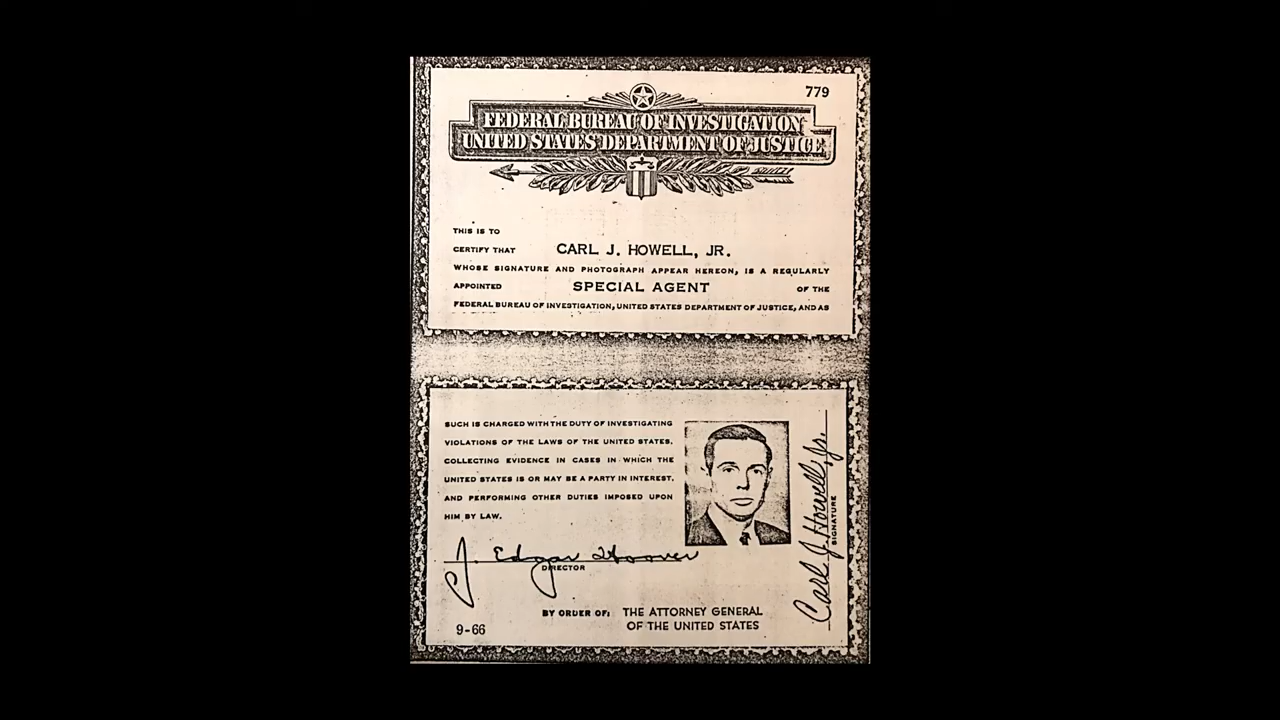 779
FEDERAL BUREAU OF INVESTIGATION
UNITED STATES DEPARTMENT OF JUSTICE
THIS IS TO
CERTIFY THAT CARL J. HOWELL, JR.
WHOSE SIGNATURE AND PHOTOGRAPH APPEAR HEREON, IS A REGULARLY
APPOINTED SPECIAL AGENT OF THE
FEDERAL BUREAU OF INVESTIGATION, UNITED STATES DEPARTMENT OF JUSTICE, AND AS
SUCH IS CHARGED WITH THE DUTY OF INVESTIGATING
VIOLATIONS OF THE LAWS OF THE UNITED STATES,
COLLECTING EVIDENCE IN CASES IN WHICH THE
UNITED STATES IS OR MAY BE A PARTY IN INTEREST,
AND PERFORMING OTHER DUTIES IMPOSED UPON
HIM BY LAW.
J. Edgar Hoover
DIRECTOR
BY ORDER OF: THE ATTORNEY GENERAL
OF THE UNITED STATES
9-66
Carl J. Howell, Jr.
SIGNATURE